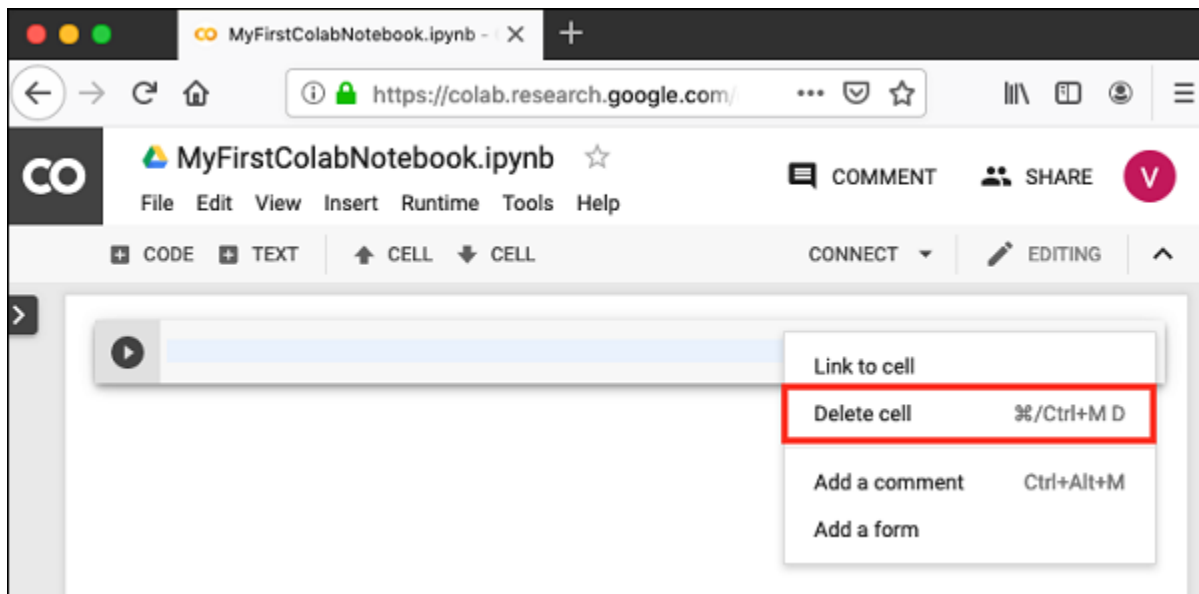 CO MyFirstColabNotebook.ipynb -
https://colab.research.google.com/
CO
MyFirstColabNotebook.ipynb
COMMENT SHARE V
File Edit View Insert Runtime Tools Help
CODE TEXT CELL CELL CONNECT EDITING
Link to cell
Delete cell ⌘/Ctrl+M D
Add a comment Ctrl+Alt+M
Add a form